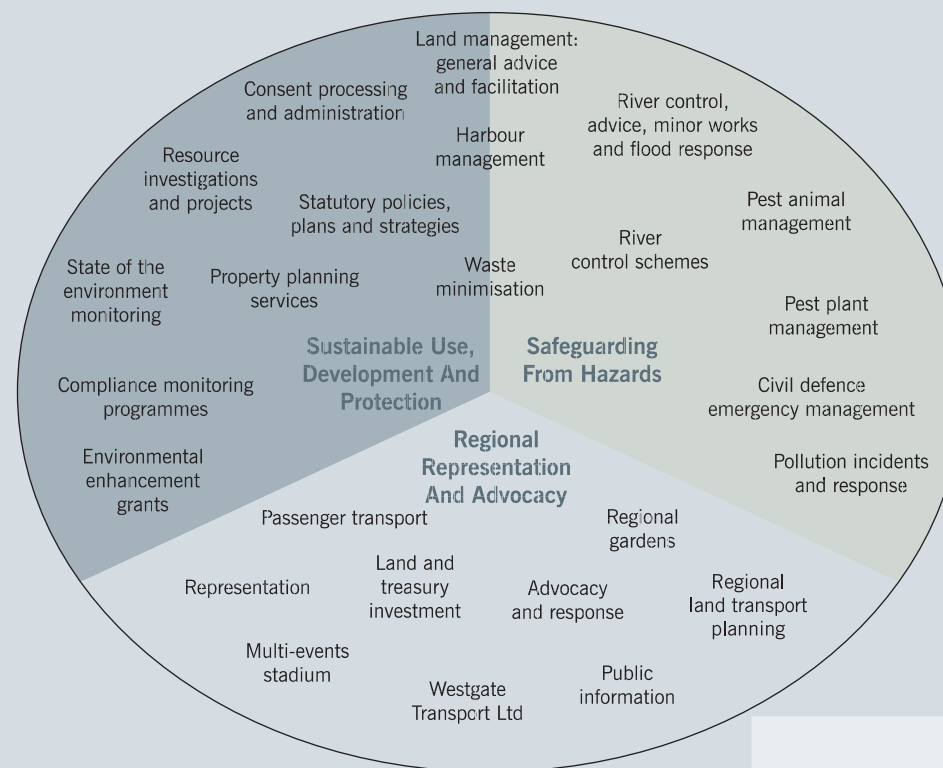 Land management:
general advice
and facilitation
Consent processing
and administration
River control,
advice, minor works
and flood response
Harbour
management
Resource
investigations
and projects
Statutory policies,
plans and strategies
Pest animal
management
River
control schemes
State of the
environment
monitoring
Property planning
services
Waste
minimisation
Pest plant
management
Sustainable Use,
Development And
Protection
Safeguarding
From Hazards
Compliance monitoring
programmes
Civil defence
emergency management
Regional
Representation
And Advocacy
Environmental
enhancement
grants
Pollution incidents
and response
Passenger transport
Regional
gardens
Representation
Land and
treasury
investment
Advocacy
and response
Regional
land transport
planning
Multi-events
stadium
Westgate
Transport Ltd
Public
information